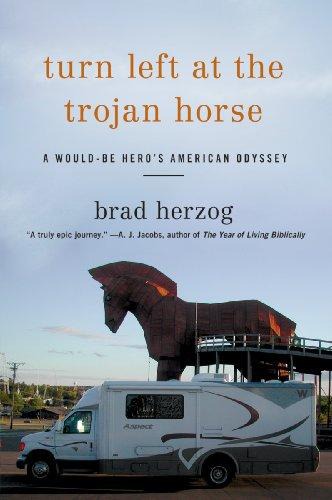 turn left at the
trojan horse
A WOULD-BE HERO'S AMERICAN ODYSSEY
brad herzog
"A truly epic journey." —A. J. Jacobs, author of The Year of Living Biblically
W
Aspect